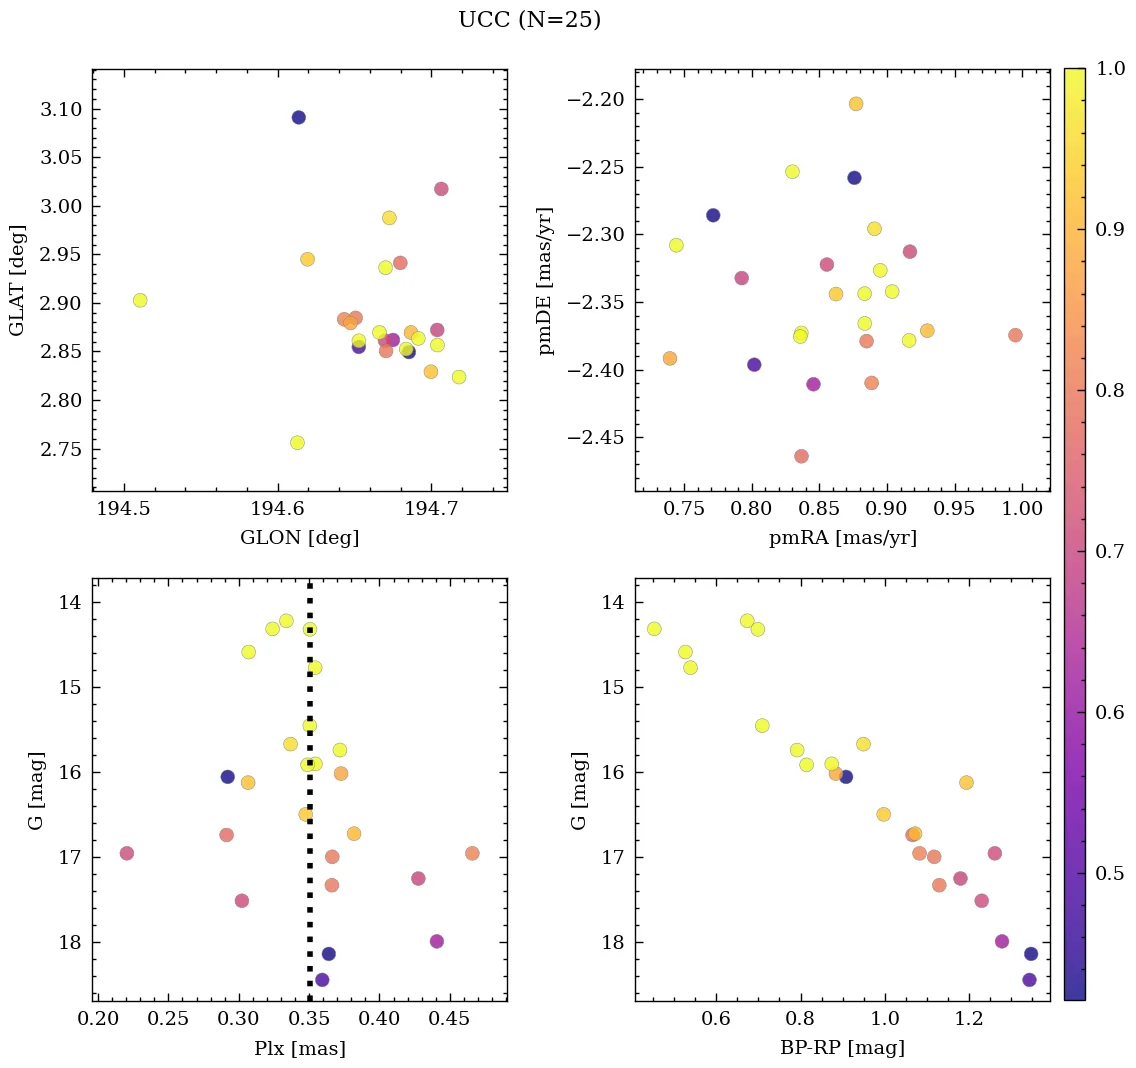 UCC (N=25)
3.10
3.05
3.00
2.95
2.90
2.85
2.80
2.75
GLAT [deg]
194.5 194.6 194.7
GLON [deg]
−2.20
−2.25
−2.30
−2.35
−2.40
−2.45
pmDE [mas/yr]
0.75 0.80 0.85 0.90 0.95 1.00
pmRA [mas/yr]
1.0
0.9
0.8
0.7
0.6
0.5
14
15
16
17
18
G [mag]
0.20 0.25 0.30 0.35 0.40 0.45
Plx [mas]
14
15
16
17
18
G [mag]
0.6 0.8 1.0 1.2
BP-RP [mag]